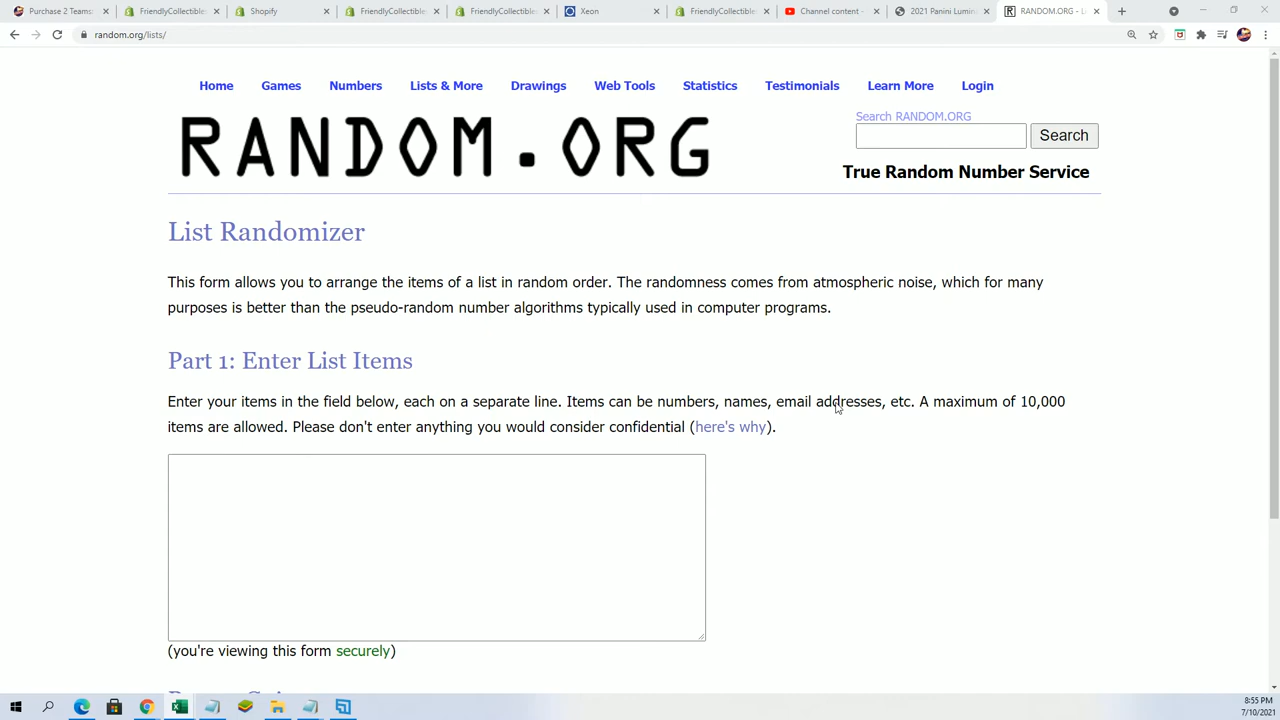 Purchase 2 Teams
FriendlyCollectible
Shopify
FriendlyCollectible
FriendlyCollectible
Xeon
FriendlyCollectible
Channel content -
2021 Panini Lumin
RANDOM.ORG - L
random.org/lists/
Home Games Numbers Lists & More Drawings Web Tools Statistics Testimonials Learn More Login
RANDOM.ORG
Search RANDOM.ORG
Search
True Random Number Service
List Randomizer
This form allows you to arrange the items of a list in random order. The randomness comes from atmospheric noise, which for many
purposes is better than the pseudo-random number algorithms typically used in computer programs.
Part 1: Enter List Items
Enter your items in the field below, each on a separate line. Items can be numbers, names, email addresses, etc. A maximum of 10,000
items are allowed. Please don't enter anything you would consider confidential (here's why).
(you're viewing this form securely)
8:55 PM
7/10/2021